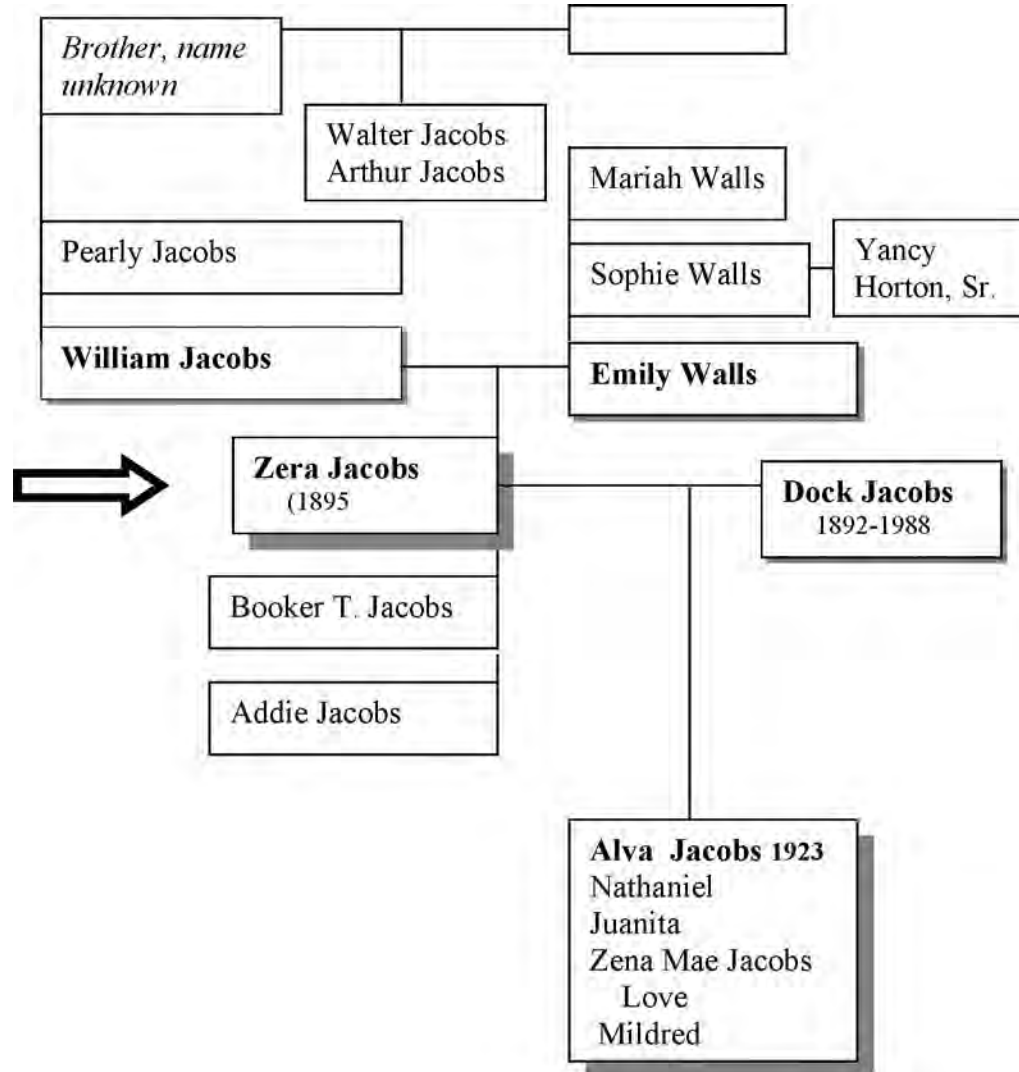 Brother, name
unknown
Walter Jacobs
Arthur Jacobs
Mariah Walls
Pearly Jacobs
Sophie Walls
Yancy
Horton, Sr.
William Jacobs
Emily Walls
Zera Jacobs
(1895
Dock Jacobs
1892-1988
Booker T. Jacobs
Addie Jacobs
Alva Jacobs 1923
Nathaniel
Juanita
Zena Mae Jacobs
Love
Mildred